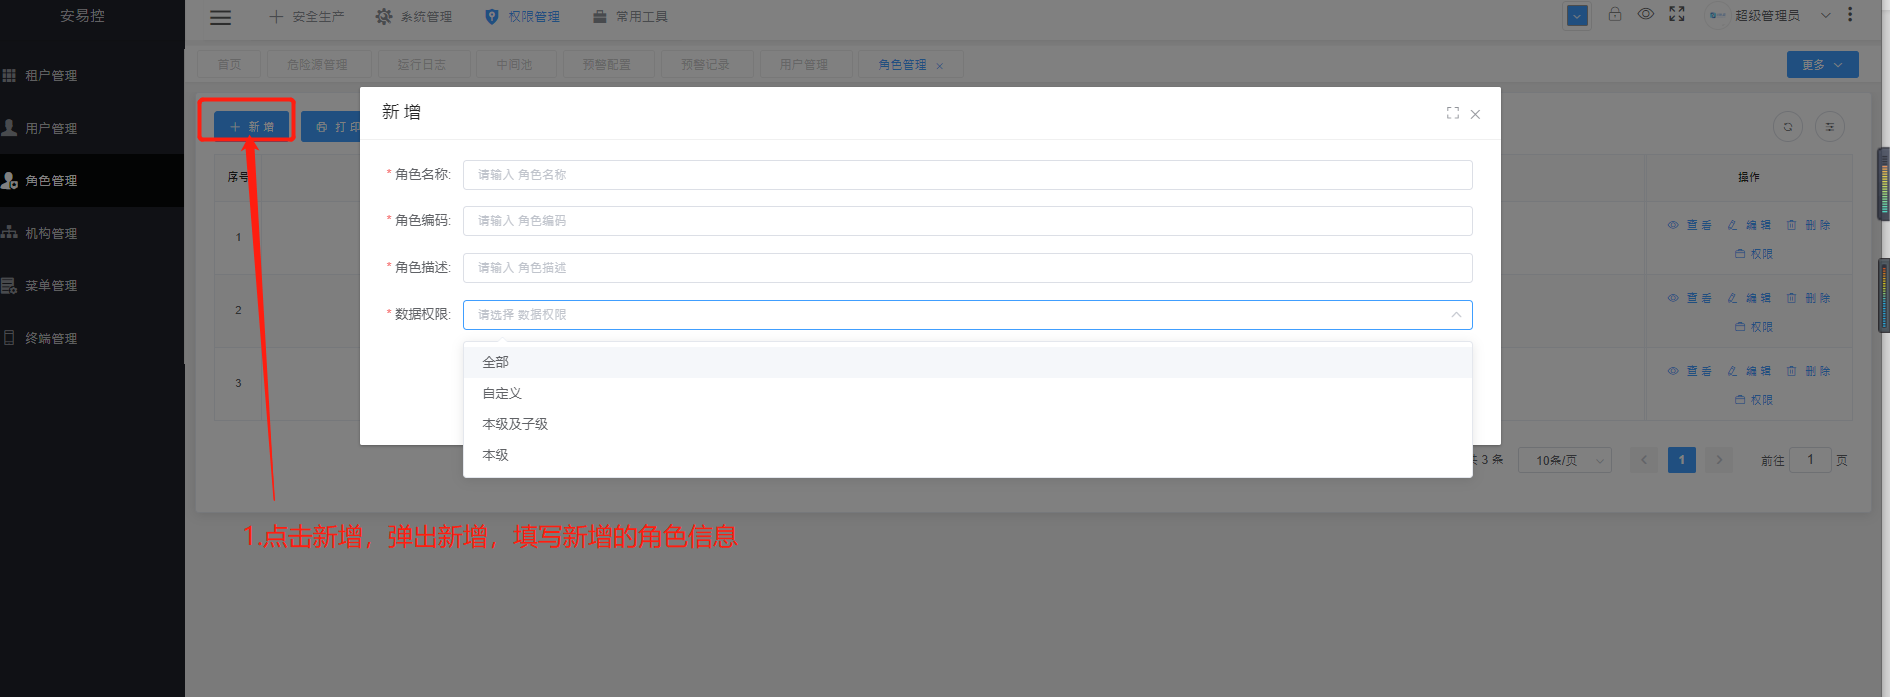 安易控
安全生产 系统管理 权限管理 常用工具 超级管理员
首页 危险源管理 运行日志 中间池 预警配置 预警记录 用户管理 角色管理 更多
租户管理
用户管理
角色管理
机构管理
菜单管理
终端管理
新 增 打 印
序号 操作
1 查 看 编 辑 删 除
权限
2 查 看 编 辑 删 除
权限
3 查 看 编 辑 删 除
权限
新 增
*角色名称: 请输入 角色名称
*角色编码: 请输入 角色编码
*角色描述: 请输入 角色描述
*数据权限: 请选择 数据权限
全部
自定义
本级及子级
本级
共 3 条 10条/页 1 前往 1 页
1.点击新增，弹出新增，填写新增的角色信息